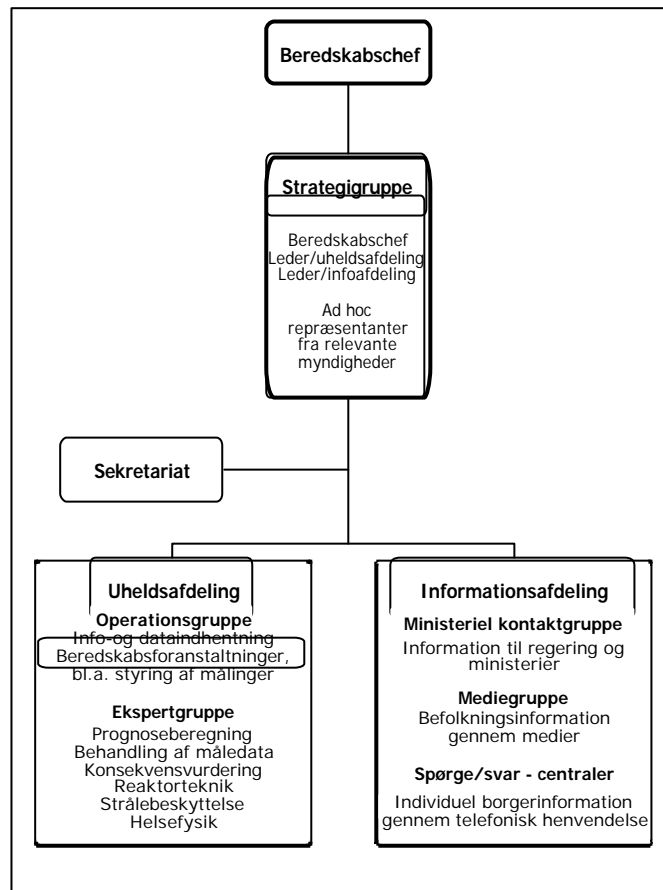 Beredskabschef
Strategigruppe
Beredskabschef
Leder/uheldsafdeling
Leder/infoafdeling
Ad hoc
repræsentanter
fra relevante
myndigheder
Sekretariat
Uheldsafdeling
Operationsgruppe
Info-og dataindhentning
Beredskabsforanstaltninger,
bl.a. styring af målinger
Ekspertgruppe
Prognoseberegning
Behandling af måledata
Konsekvensvurdering
Reaktorteknik
Strålebeskyttelse
Helsefysik
Informationsafdeling
Ministeriel kontaktgruppe
Information til regering og
ministerier
Mediegruppe
Befolkningsinformation
gennem medier
Spørge/svar - centraler
Individuel borgerinformation
gennem telefonisk henvendelse